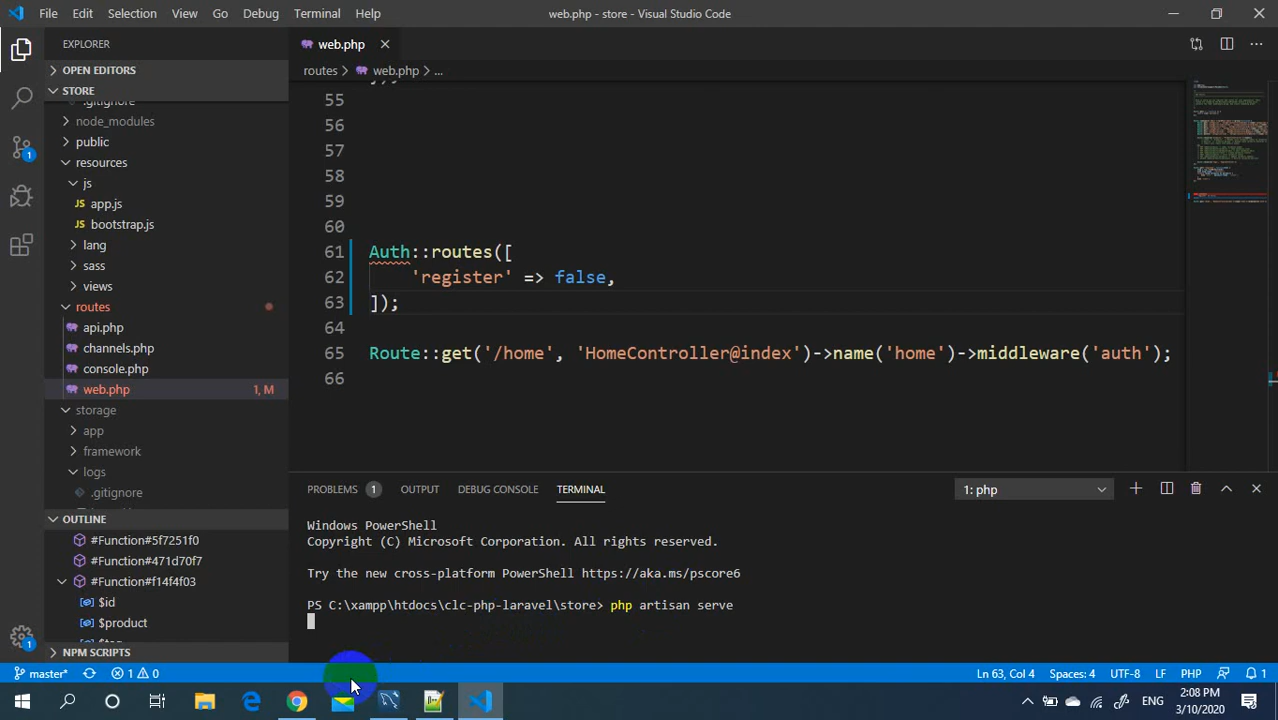 File Edit Selection View Go Debug Terminal Help
web.php - store - Visual Studio Code
EXPLORER
OPEN EDITORS
STORE
.gitignore
node_modules
public
resources
js
app.js
bootstrap.js
lang
sass
views
routes
api.php
channels.php
console.php
web.php 1, M
storage
app
framework
logs
.gitignore
OUTLINE
#Function#5f7251f0
#Function#471d70f7
#Function#f14f4f03
$id
$product
NPM SCRIPTS
web.php
routes > web.php > ...
55
56
57
58
59
60
61 Auth::routes([
62 'register' => false,
63 ]);
64
65 Route::get('/home', 'HomeController@index')->name('home')->middleware('auth');
66
PROBLEMS 1 OUTPUT DEBUG CONSOLE TERMINAL
1: php
Windows PowerShell
Copyright (C) Microsoft Corporation. All rights reserved.
Try the new cross-platform PowerShell https://aka.ms/pscore6
PS C:\xampp\htdocs\clc-php-laravel\store> php artisan serve
master* 1 0
Ln 63, Col 4 Spaces: 4 UTF-8 LF PHP 1
ENG
2:08 PM
3/10/2020